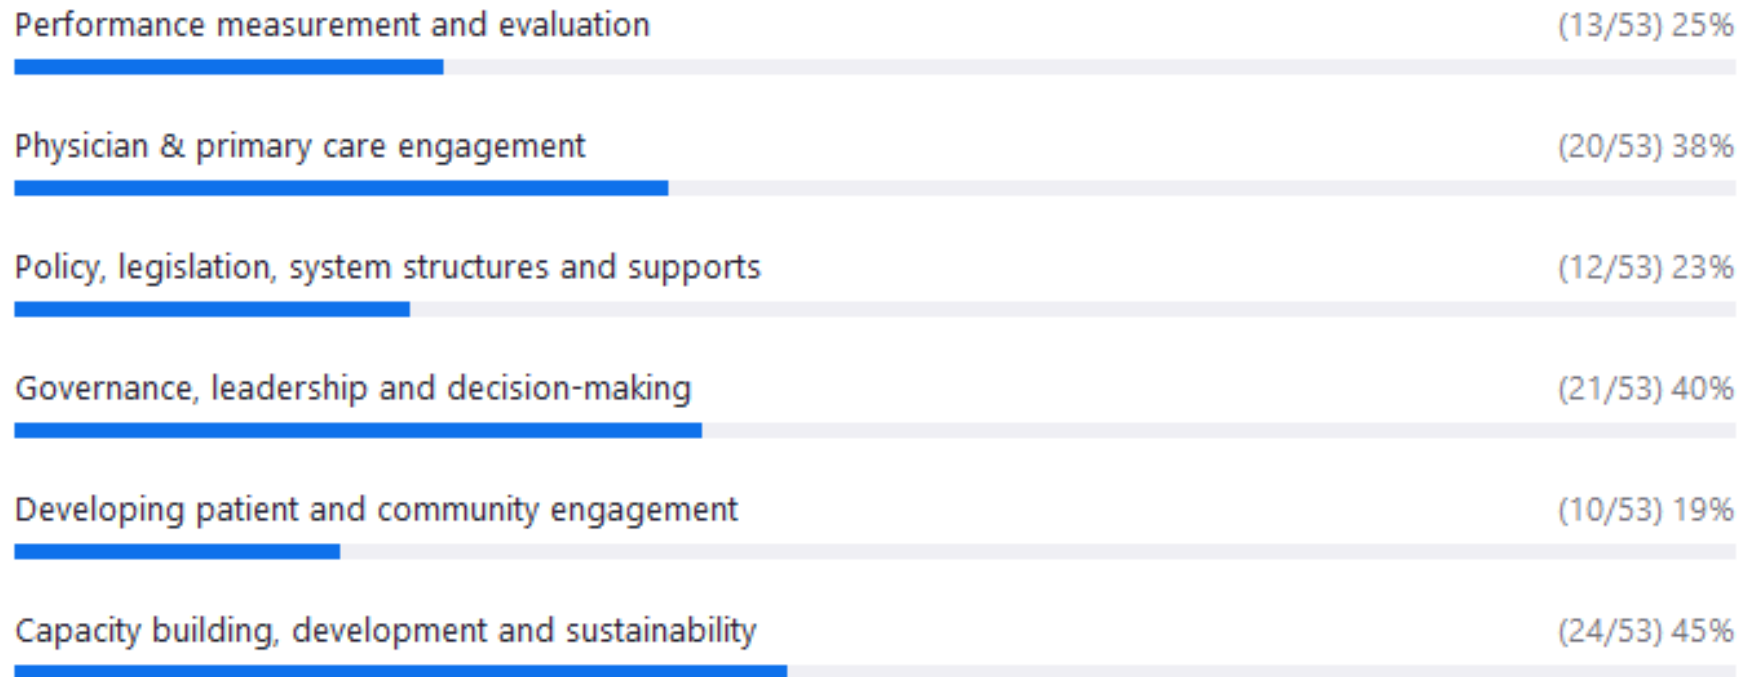 Performance measurement and evaluation (13/53) 25%
Physician & primary care engagement (20/53) 38%
Policy, legislation, system structures and supports (12/53) 23%
Governance, leadership and decision-making (21/53) 40%
Developing patient and community engagement (10/53) 19%
Capacity building, development and sustainability (24/53) 45%